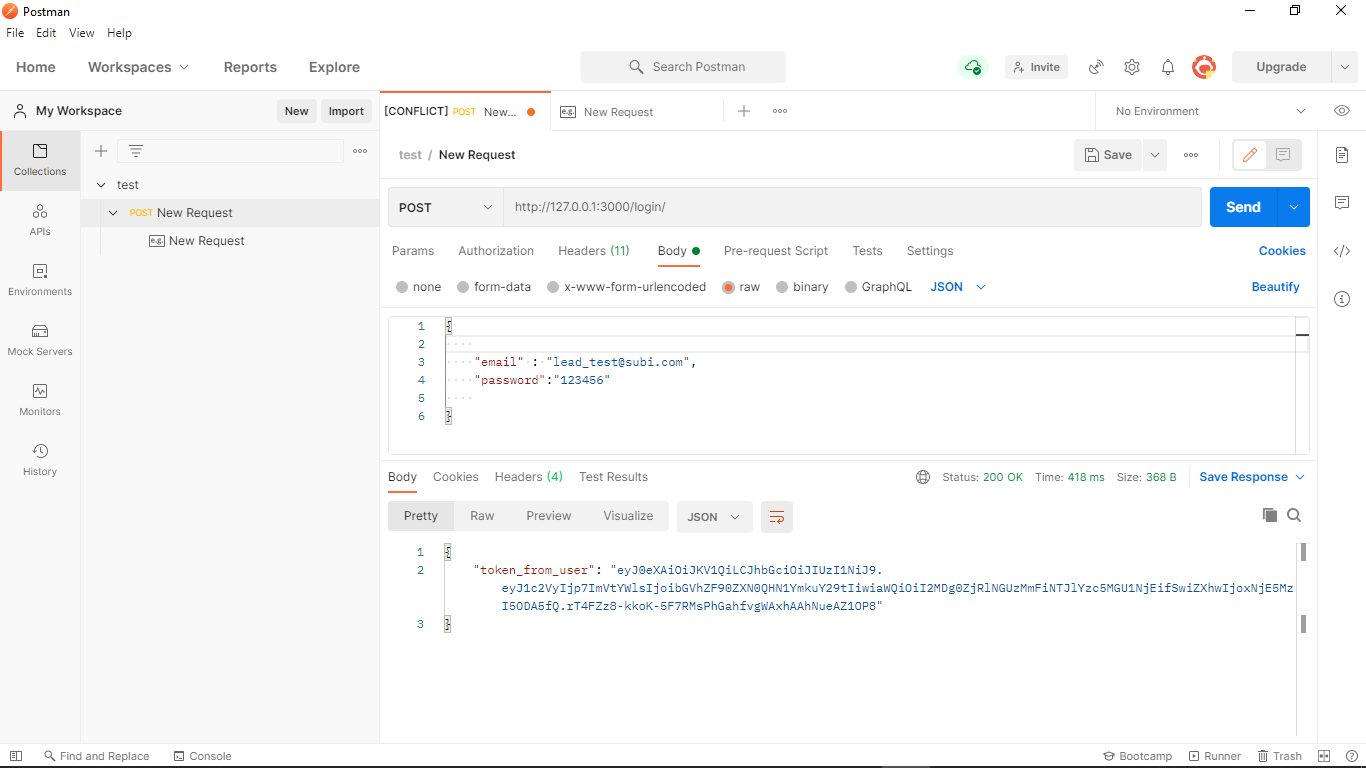 Postman
File Edit View Help
Home Workspaces Reports Explore Search Postman Invite Upgrade
My Workspace New Import [CONFLICT] POST New... e.g. New Request No Environment
Collections
APIs
Environments
Mock Servers
Monitors
History
test
POST New Request
e.g. New Request
test / New Request Save
POST http://127.0.0.1:3000/login/ Send
Params Authorization Headers (11) Body Pre-request Script Tests Settings Cookies
none form-data x-www-form-urlencoded raw binary GraphQL JSON Beautify
1 {
2
3 "email" : "lead_test@subi.com",
4 "password":"123456"
5
6 }
Body Cookies Headers (4) Test Results Status: 200 OK Time: 418 ms Size: 368 B Save Response
Pretty Raw Preview Visualize JSON
1 {
2 "token_from_user": "eyJ0eXAiOiJKV1QiLCJhbGciOiJIUzI1NiJ9.
eyJ1c2VyIjp7ImVtYWlsIjoibGVhZF90ZXN0QHN1YmkuY29tIiwiaWQiOiI2MDg0ZjRlNGUzMmFiNTJlYzc5MGU1NjEifSwiZXhwIjoxNjE5Mz
I5ODA5fQ.rT4FZz8-kkoK-5F7RMsPhGahfvgWAxhAAhNueAZ1OP8"
3 }
Find and Replace Console Bootcamp Runner Trash